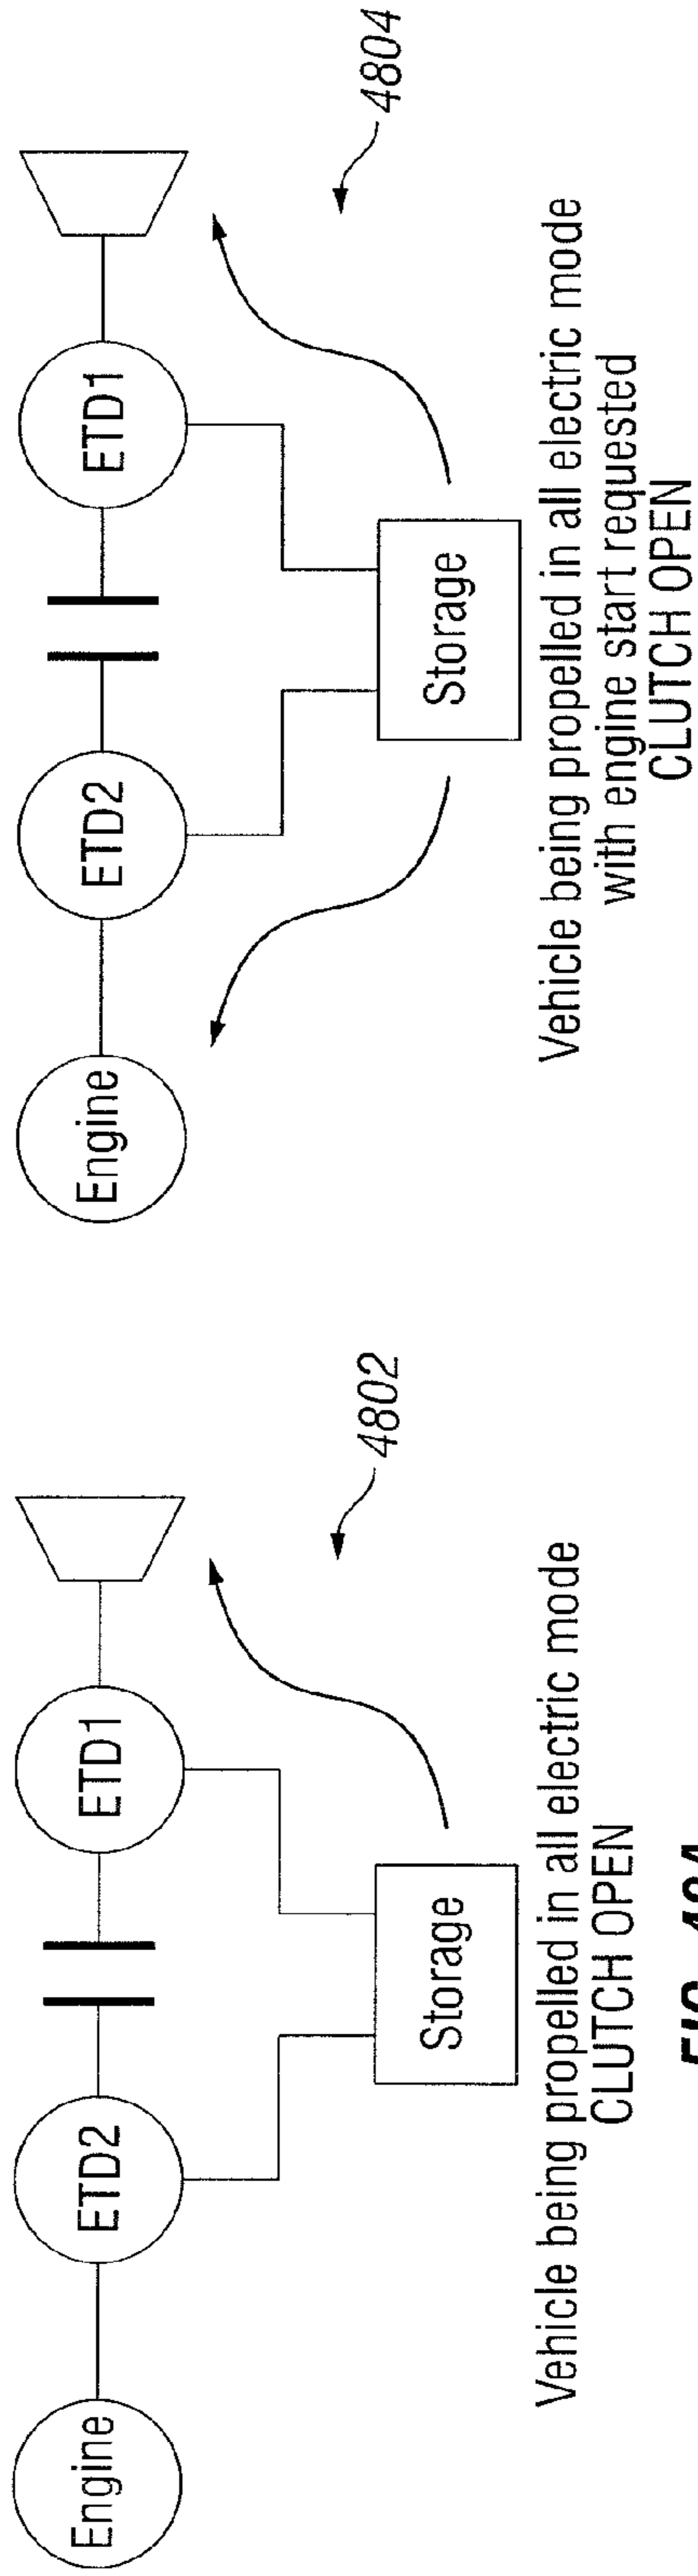 Engine
ETD2
ETD1
Storage
4802
Vehicle being propelled in all electric mode
CLUTCH OPEN
Engine
ETD2
ETD1
Storage
4804
Vehicle being propelled in all electric mode
with engine start requested
CLUTCH OPEN